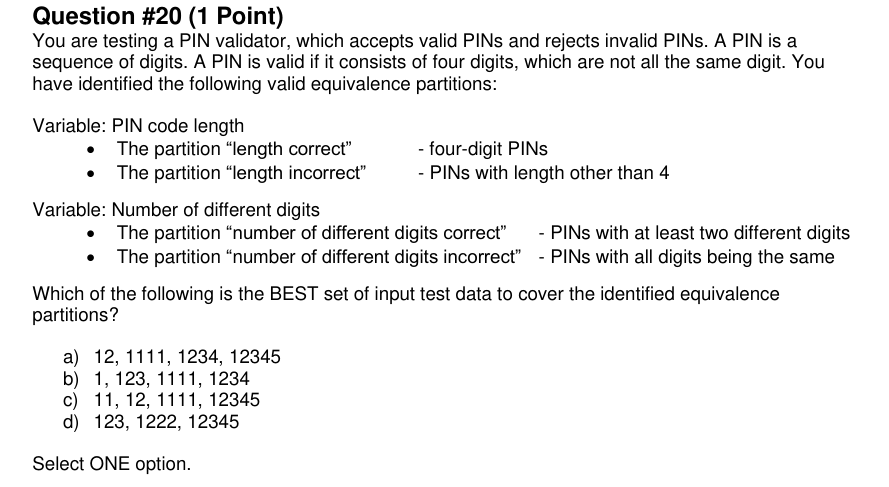 Question #20 (1 Point)
You are testing a PIN validator, which accepts valid PINs and rejects invalid PINs. A PIN is a
sequence of digits. A PIN is valid if it consists of four digits, which are not all the same digit. You
have identified the following valid equivalence partitions:
Variable: PIN code length
• The partition “length correct” - four-digit PINs
• The partition “length incorrect” - PINs with length other than 4
Variable: Number of different digits
• The partition “number of different digits correct” - PINs with at least two different digits
• The partition “number of different digits incorrect” - PINs with all digits being the same
Which of the following is the BEST set of input test data to cover the identified equivalence
partitions?
a) 12, 1111, 1234, 12345
b) 1, 123, 1111, 1234
c) 11, 12, 1111, 12345
d) 123, 1222, 12345
Select ONE option.